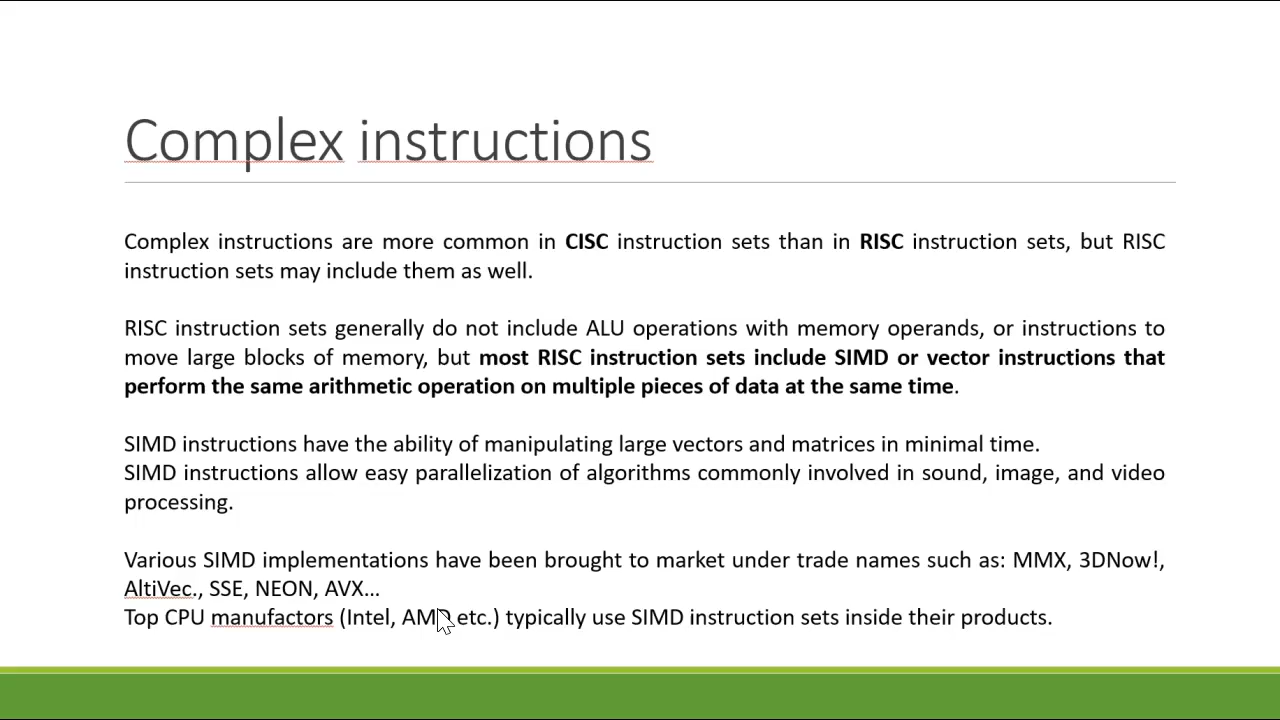 Complex instructions
Complex instructions are more common in CISC instruction sets than in RISC instruction sets, but RISC
instruction sets may include them as well.
RISC instruction sets generally do not include ALU operations with memory operands, or instructions to
move large blocks of memory, but most RISC instruction sets include SIMD or vector instructions that
perform the same arithmetic operation on multiple pieces of data at the same time.
SIMD instructions have the ability of manipulating large vectors and matrices in minimal time.
SIMD instructions allow easy parallelization of algorithms commonly involved in sound, image, and video
processing.
Various SIMD implementations have been brought to market under trade names such as: MMX, 3DNow!,
AltiVec., SSE, NEON, AVX...
Top CPU manufactors (Intel, AMD etc.) typically use SIMD instruction sets inside their products.